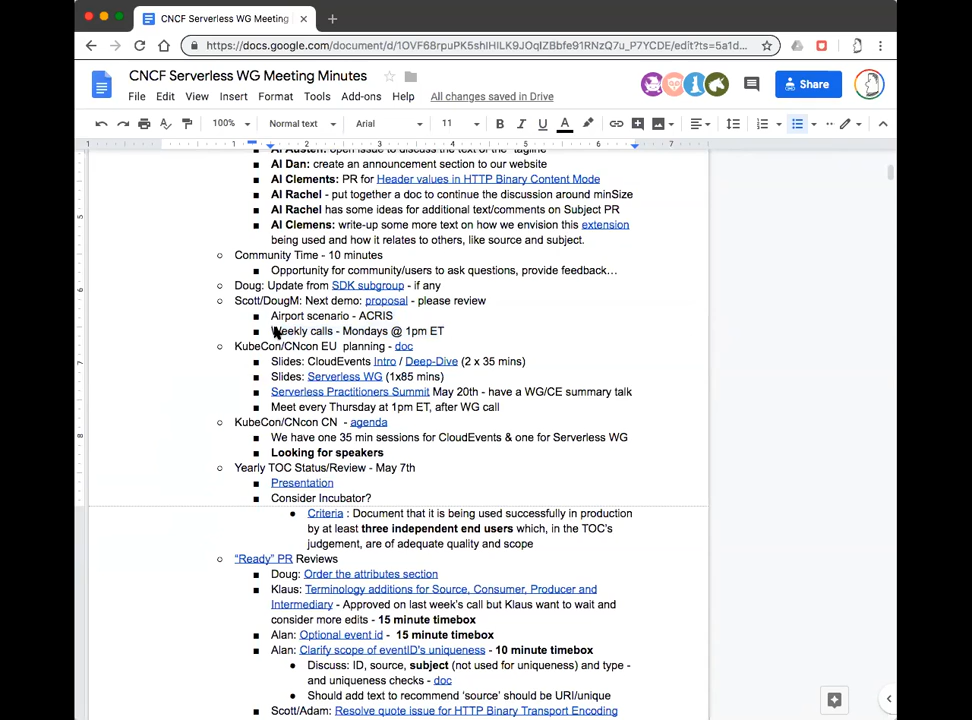 CNCF Serverless WG Meeting
https://docs.google.com/document/d/1OVF68rpuPK5shIHILK9JOqIZBbfe91RNzQ7u_P7YCDE/edit?ts=5a1d...
CNCF Serverless WG Meeting Minutes
File Edit View Insert Format Tools Add-ons Help All changes saved in Drive
Share
100% Normal text Arial 11
1 1 2 3 4 5 6 7
AI Dan: create an announcement section to our website
AI Clements: PR for Header values in HTTP Binary Content Mode
AI Rachel - put together a doc to continue the discussion around minSize
AI Rachel has some ideas for additional text/comments on Subject PR
AI Clemens: write-up some more text on how we envision this extension
being used and how it relates to others, like source and subject.
Community Time - 10 minutes
Opportunity for community/users to ask questions, provide feedback…
Doug: Update from SDK subgroup - if any
Scott/DougM: Next demo: proposal - please review
Airport scenario - ACRIS
Weekly calls - Mondays @ 1pm ET
KubeCon/CNcon EU planning - doc
Slides: CloudEvents Intro / Deep-Dive (2 x 35 mins)
Slides: Serverless WG (1x85 mins)
Serverless Practitioners Summit May 20th - have a WG/CE summary talk
Meet every Thursday at 1pm ET, after WG call
KubeCon/CNcon CN - agenda
We have one 35 min sessions for CloudEvents & one for Serverless WG
Looking for speakers
Yearly TOC Status/Review - May 7th
Presentation
Consider Incubator?
Criteria : Document that it is being used successfully in production
by at least three independent end users which, in the TOC's
judgement, are of adequate quality and scope
"Ready" PR Reviews
Doug: Order the attributes section
Klaus: Terminology additions for Source, Consumer, Producer and
Intermediary - Approved on last week's call but Klaus want to wait and
consider more edits - 15 minute timebox
Alan: Optional event id - 15 minute timebox
Alan: Clarify scope of eventID's uniqueness - 10 minute timebox
Discuss: ID, source, subject (not used for uniqueness) and type -
and uniqueness checks - doc
Should add text to recommend 'source' should be URI/unique
Scott/Adam: Resolve quote issue for HTTP Binary Transport Encoding